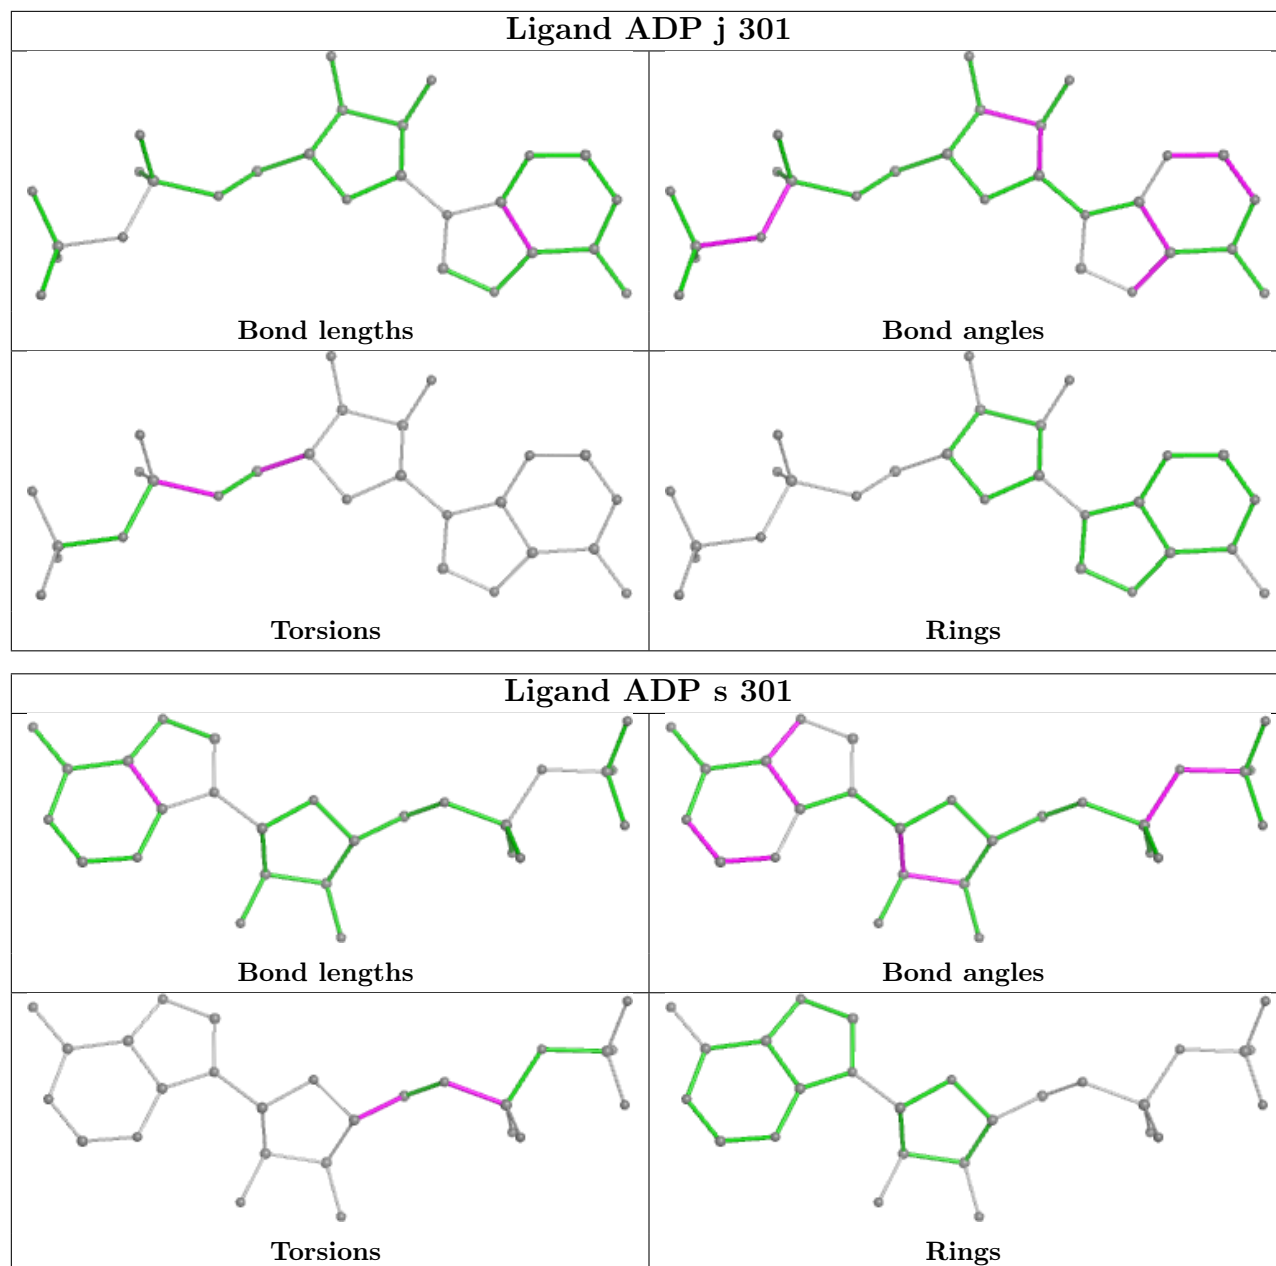 Ligand ADP j 301
Bond lengths
Bond angles
Torsions
Rings
Ligand ADP s 301
Bond lengths
Bond angles
Torsions
Rings